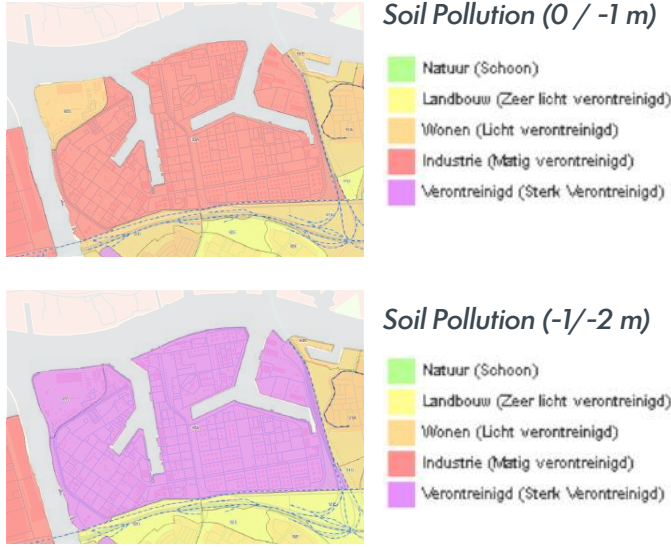 Soil Pollution (0 / -1 m)
Natuur (Schoon)
Landbouw (Zeer licht verontreinigd)
Wonen (Licht verontreinigd)
Industrie (Matig verontreinigd)
Verontreinigd (Sterk Verontreinigd)
Soil Pollution (-1/-2 m)
Natuur (Schoon)
Landbouw (Zeer licht verontreinigd)
Wonen (Licht verontreinigd)
Industrie (Matig verontreinigd)
Verontreinigd (Sterk Verontreinigd)